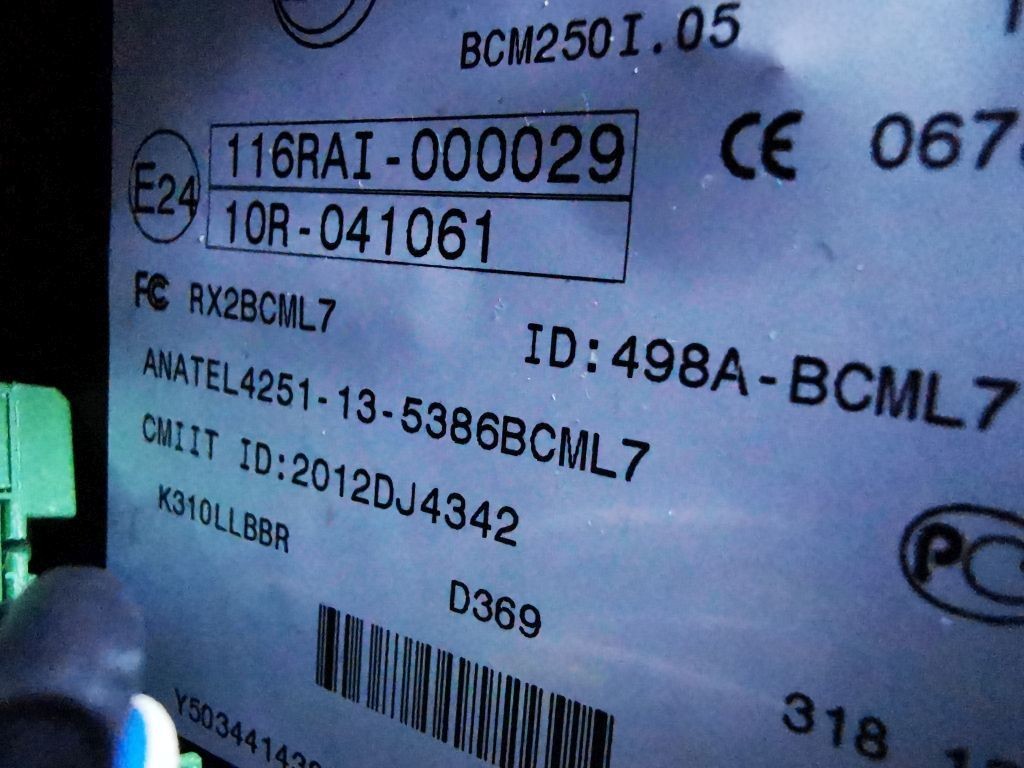 BCM250I.05
E24
116RAI-000029
10R-041061
CE 067
FC RX2BCML7
ID:498A-BCML7
ANATEL4251-13-5386BCML7
CMIIT ID:2012DJ4342
K310LLBBR
D369
318